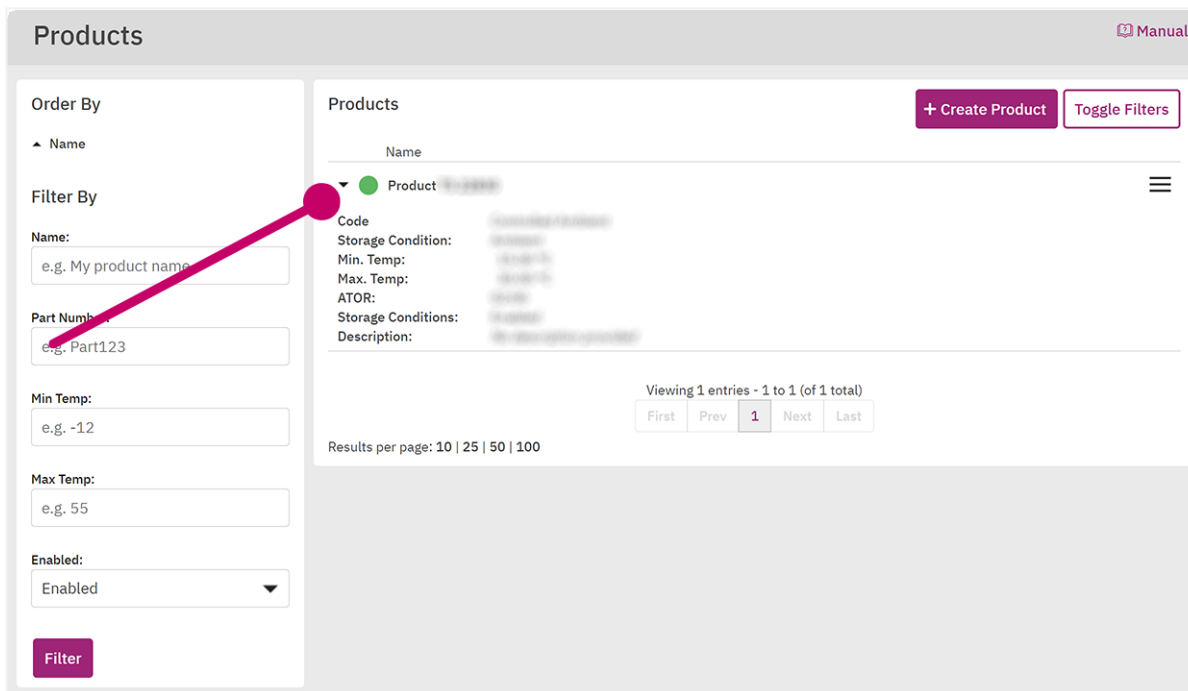 Products
Manual
Order By
Name
Filter By
Name:
e.g. My product name
Part Number:
e.g. Part123
Min Temp:
e.g. -12
Max Temp:
e.g. 55
Enabled:
Enabled
Filter
Products
+ Create Product
Toggle Filters
Name
Product
Code
Storage Condition:
Min. Temp:
Max. Temp:
ATOR:
Storage Conditions:
Description:
Viewing 1 entries - 1 to 1 (of 1 total)
First Prev 1 Next Last
Results per page: 10 | 25 | 50 | 100